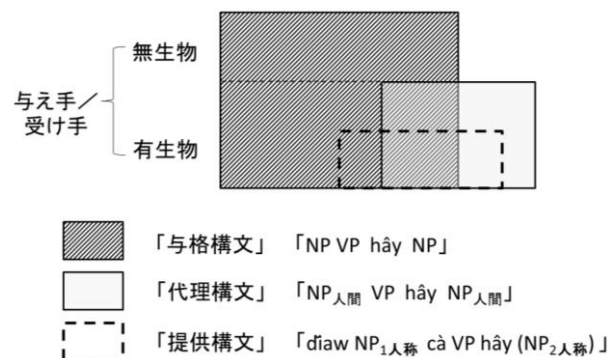 無生物
与え手／
受け手
有生物
「与格構文」 「NP VP hây NP」
「代理構文」 「NP人間 VP hây NP人間」
「提供構文」 「dǐaw NP1人称 cà VP hây (NP2人称) 」